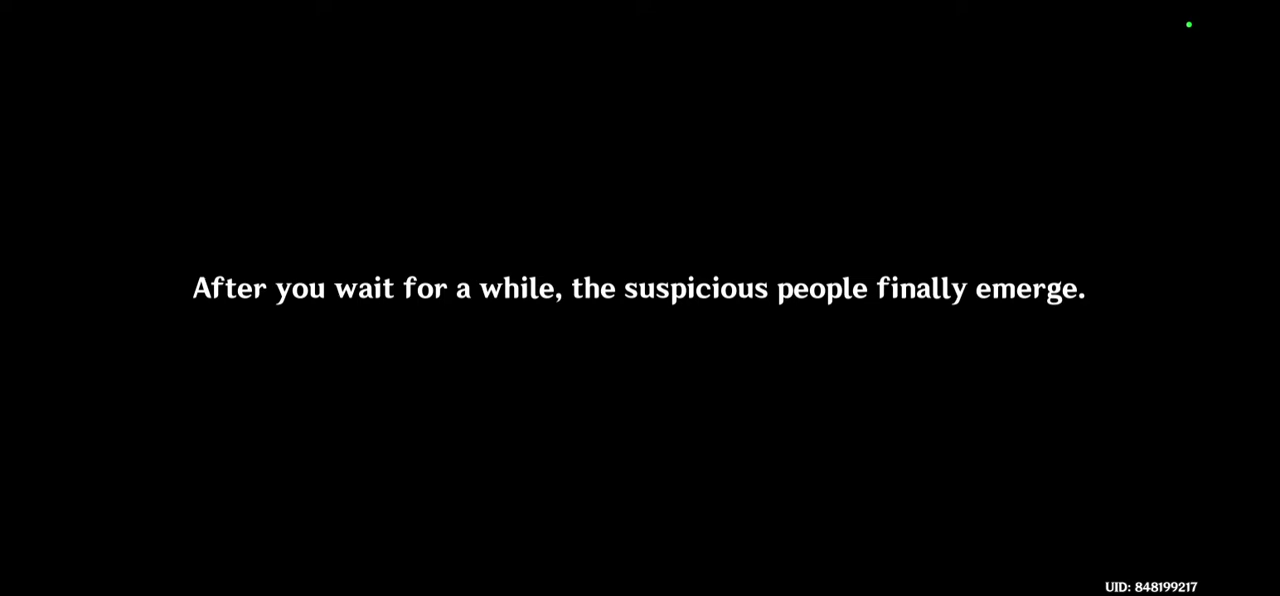 After you wait for a while, the suspicious people finally emerge.
UID: 848199217